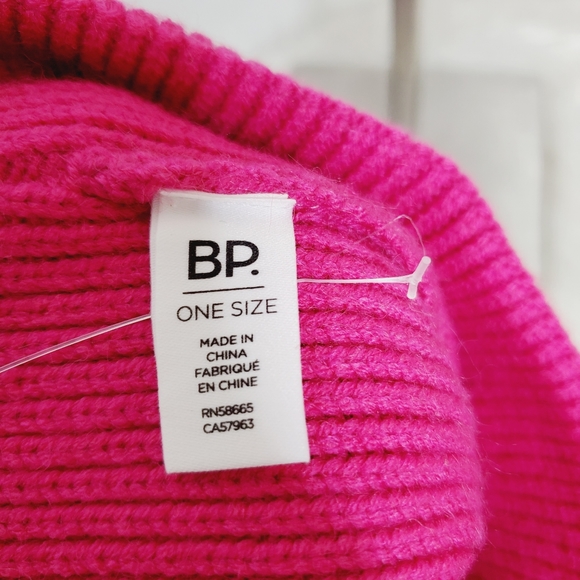 BP.
ONE SIZE
MADE IN
CHINA
FABRIQUÉ
EN CHINE
RN58665
CA57963